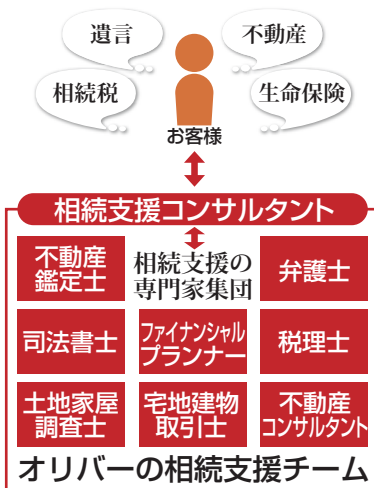 遺言
不動産
相続税
生命保険
お客様
相続支援コンサルタント
不動産
鑑定士
相続支援の
専門家集団
弁護士
司法書士
ファイナンシャル
プランナー
税理士
土地家屋
調査士
宅地建物
取引士
不動産
コンサルタント
オリバーの相続支援チーム